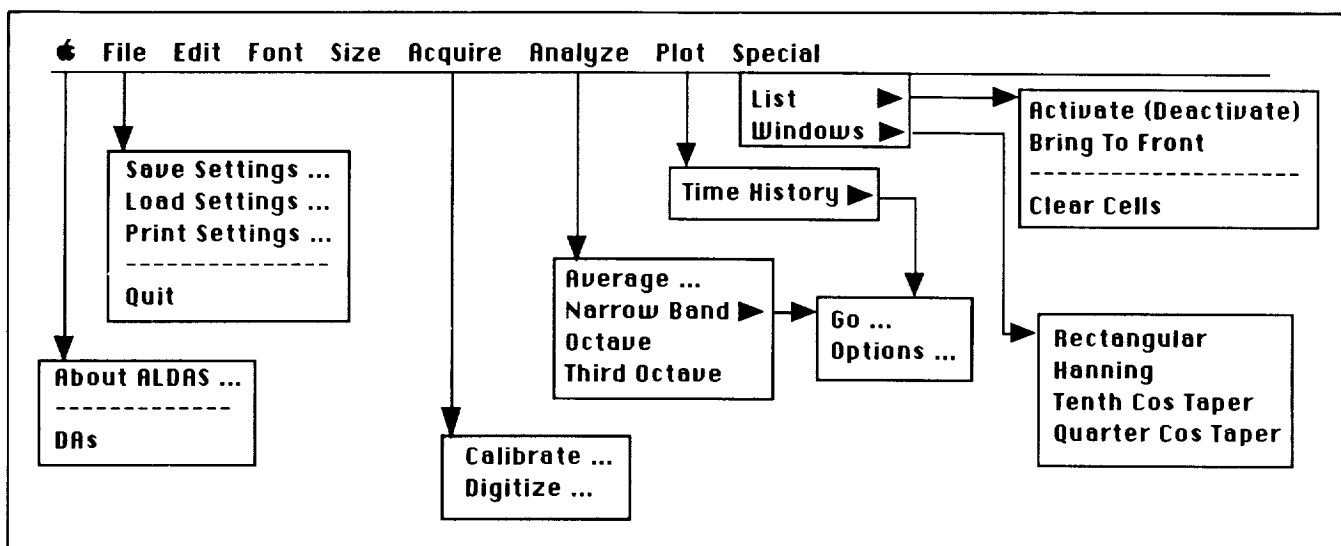 File Edit Font Size Acquire Analyze Plot Special
List
Windows
Activate (Deactivate)
Bring To Front
Clear Cells
Save Settings ...
Load Settings ...
Print Settings ...
Quit
Time History
Average ...
Narrow Band
Octave
Third Octave
Go ...
Options ...
Rectangular
Hanning
Tenth Cos Taper
Quarter Cos Taper
About ALDAS ...
DAs
Calibrate ...
Digitize ...